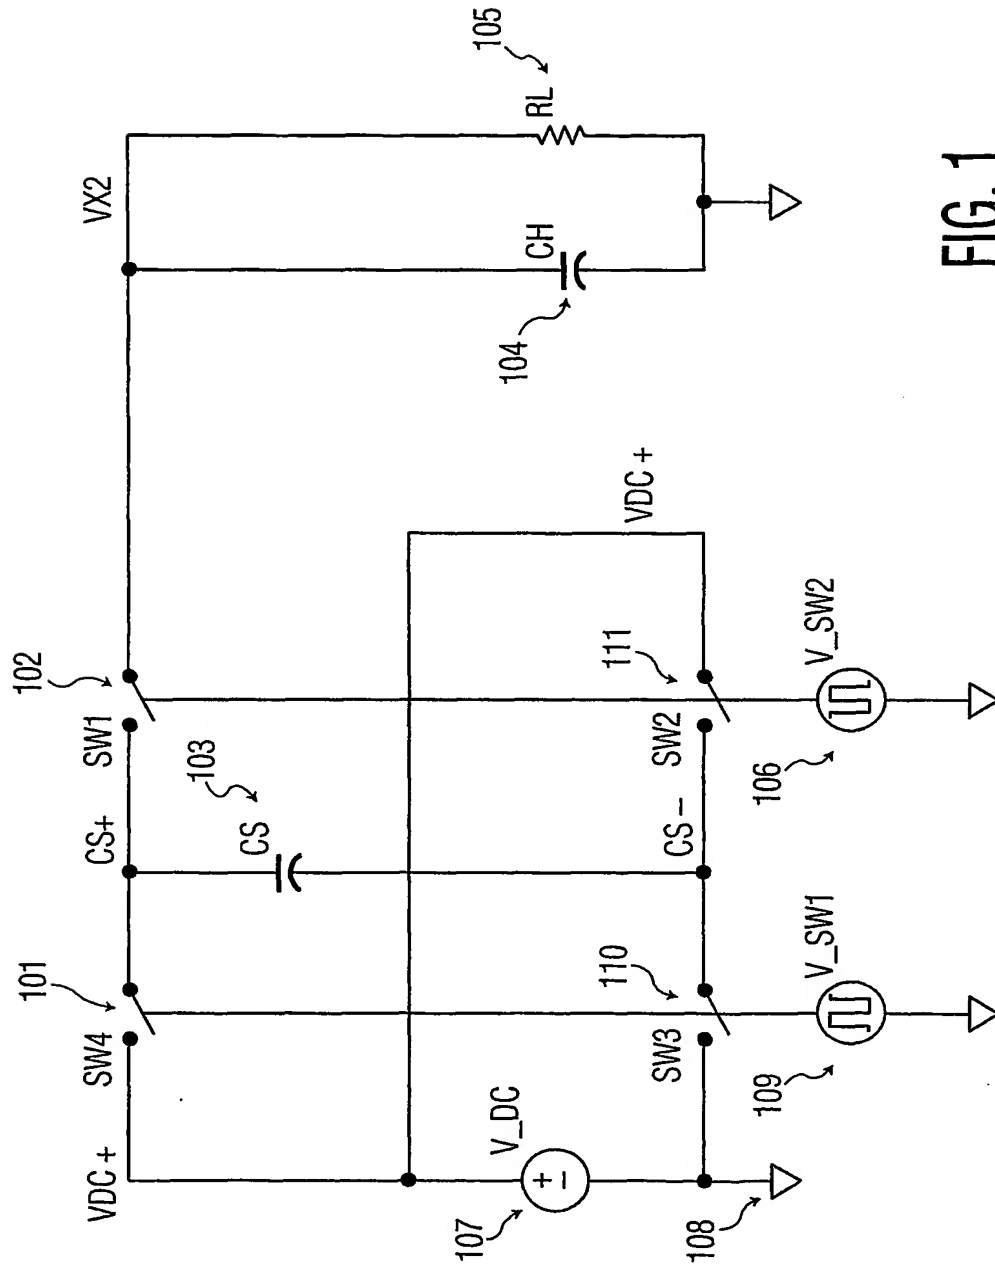 VDC+
SW4
101
CS+
SW1
102
VX2
103
CS
V_DC
107
108
SW3
110
CS-
SW2
111
VDC+
104
CH
RL
105
V_SW1
109
V_SW2
106
FIG. 1